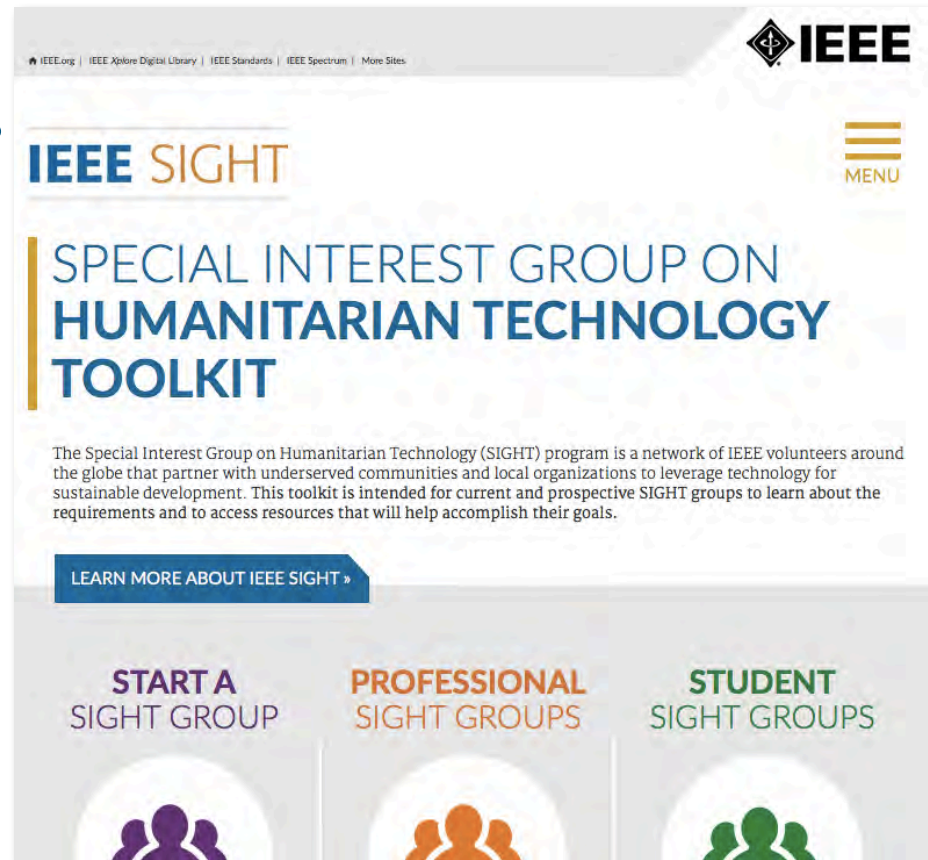 IEEE.org | IEEE Xplore Digital Library | IEEE Standards | IEEE Spectrum | More Sites
IEEE
IEEE SIGHT
MENU
SPECIAL INTEREST GROUP ON
HUMANITARIAN TECHNOLOGY
TOOLKIT
The Special Interest Group on Humanitarian Technology (SIGHT) program is a network of IEEE volunteers around
the globe that partner with underserved communities and local organizations to leverage technology for
sustainable development. This toolkit is intended for current and prospective SIGHT groups to learn about the
requirements and to access resources that will help accomplish their goals.
LEARN MORE ABOUT IEEE SIGHT »
START A
SIGHT GROUP
PROFESSIONAL
SIGHT GROUPS
STUDENT
SIGHT GROUPS